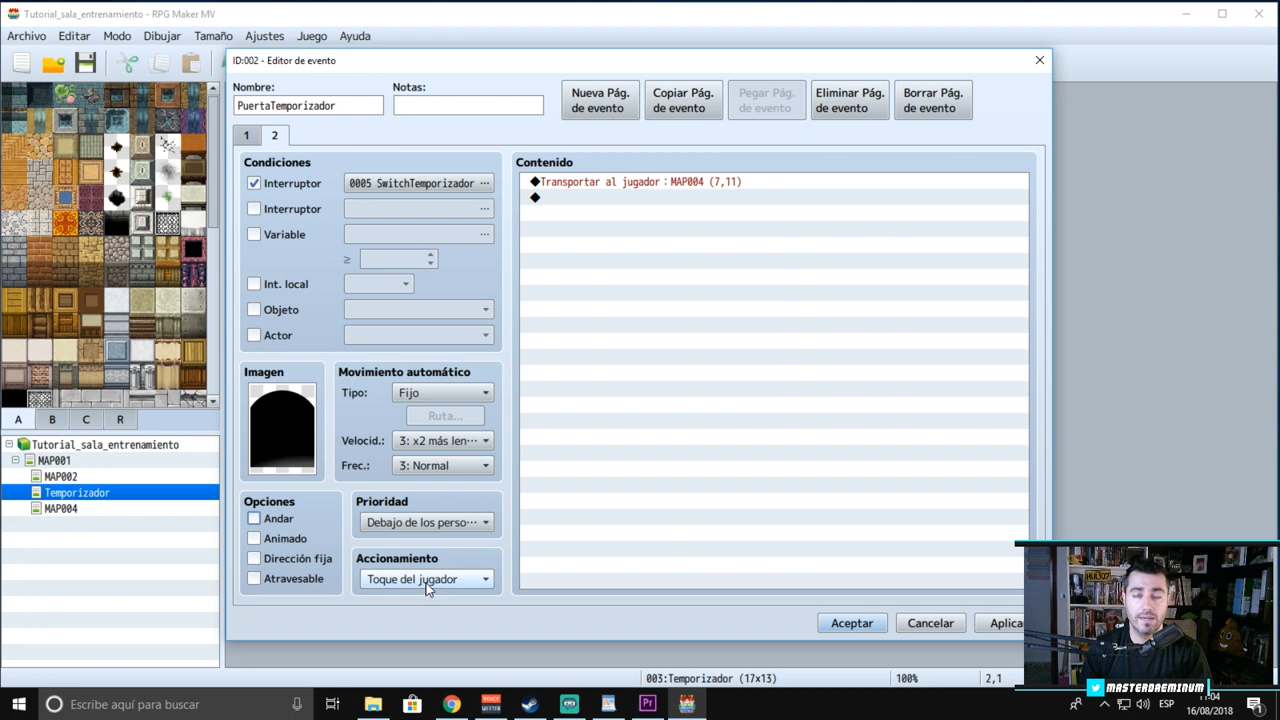 Tutorial_sala_entrenamiento - RPG Maker MV
Archivo Editar Modo Dibujar Tamaño Ajustes Juego Ayuda
ID:002 - Editor de evento
Nombre: Notas:
PuertaTemporizador
Nueva Pág. de evento
Copiar Pág. de evento
Pegar Pág. de evento
Eliminar Pág. de evento
Borrar Pág. de evento
1 2
Condiciones
Interruptor 0005 SwitchTemporizador ...
Interruptor ...
Variable ...
≥
Int. local
Objeto
Actor
Contenido
◆Transportar al jugador：MAP004 (7,11)
◆
Imagen
Movimiento automático
Tipo: Fijo
Ruta...
Velocid.: 3: x2 más len···
Frec.: 3: Normal
Opciones
Andar
Animado
Dirección fija
Atravesable
Prioridad
Debajo de los perso···
Accionamiento
Toque del jugador
Aceptar Cancelar Aplica
A B C R
Tutorial_sala_entrenamiento
MAP001
MAP002
Temporizador
MAP004
003:Temporizador (17x13) 100% 2,1
HULJ07
MASTERDAEMINUM
Escribe aquí para buscar
ESP
11:04
16/08/2018
1